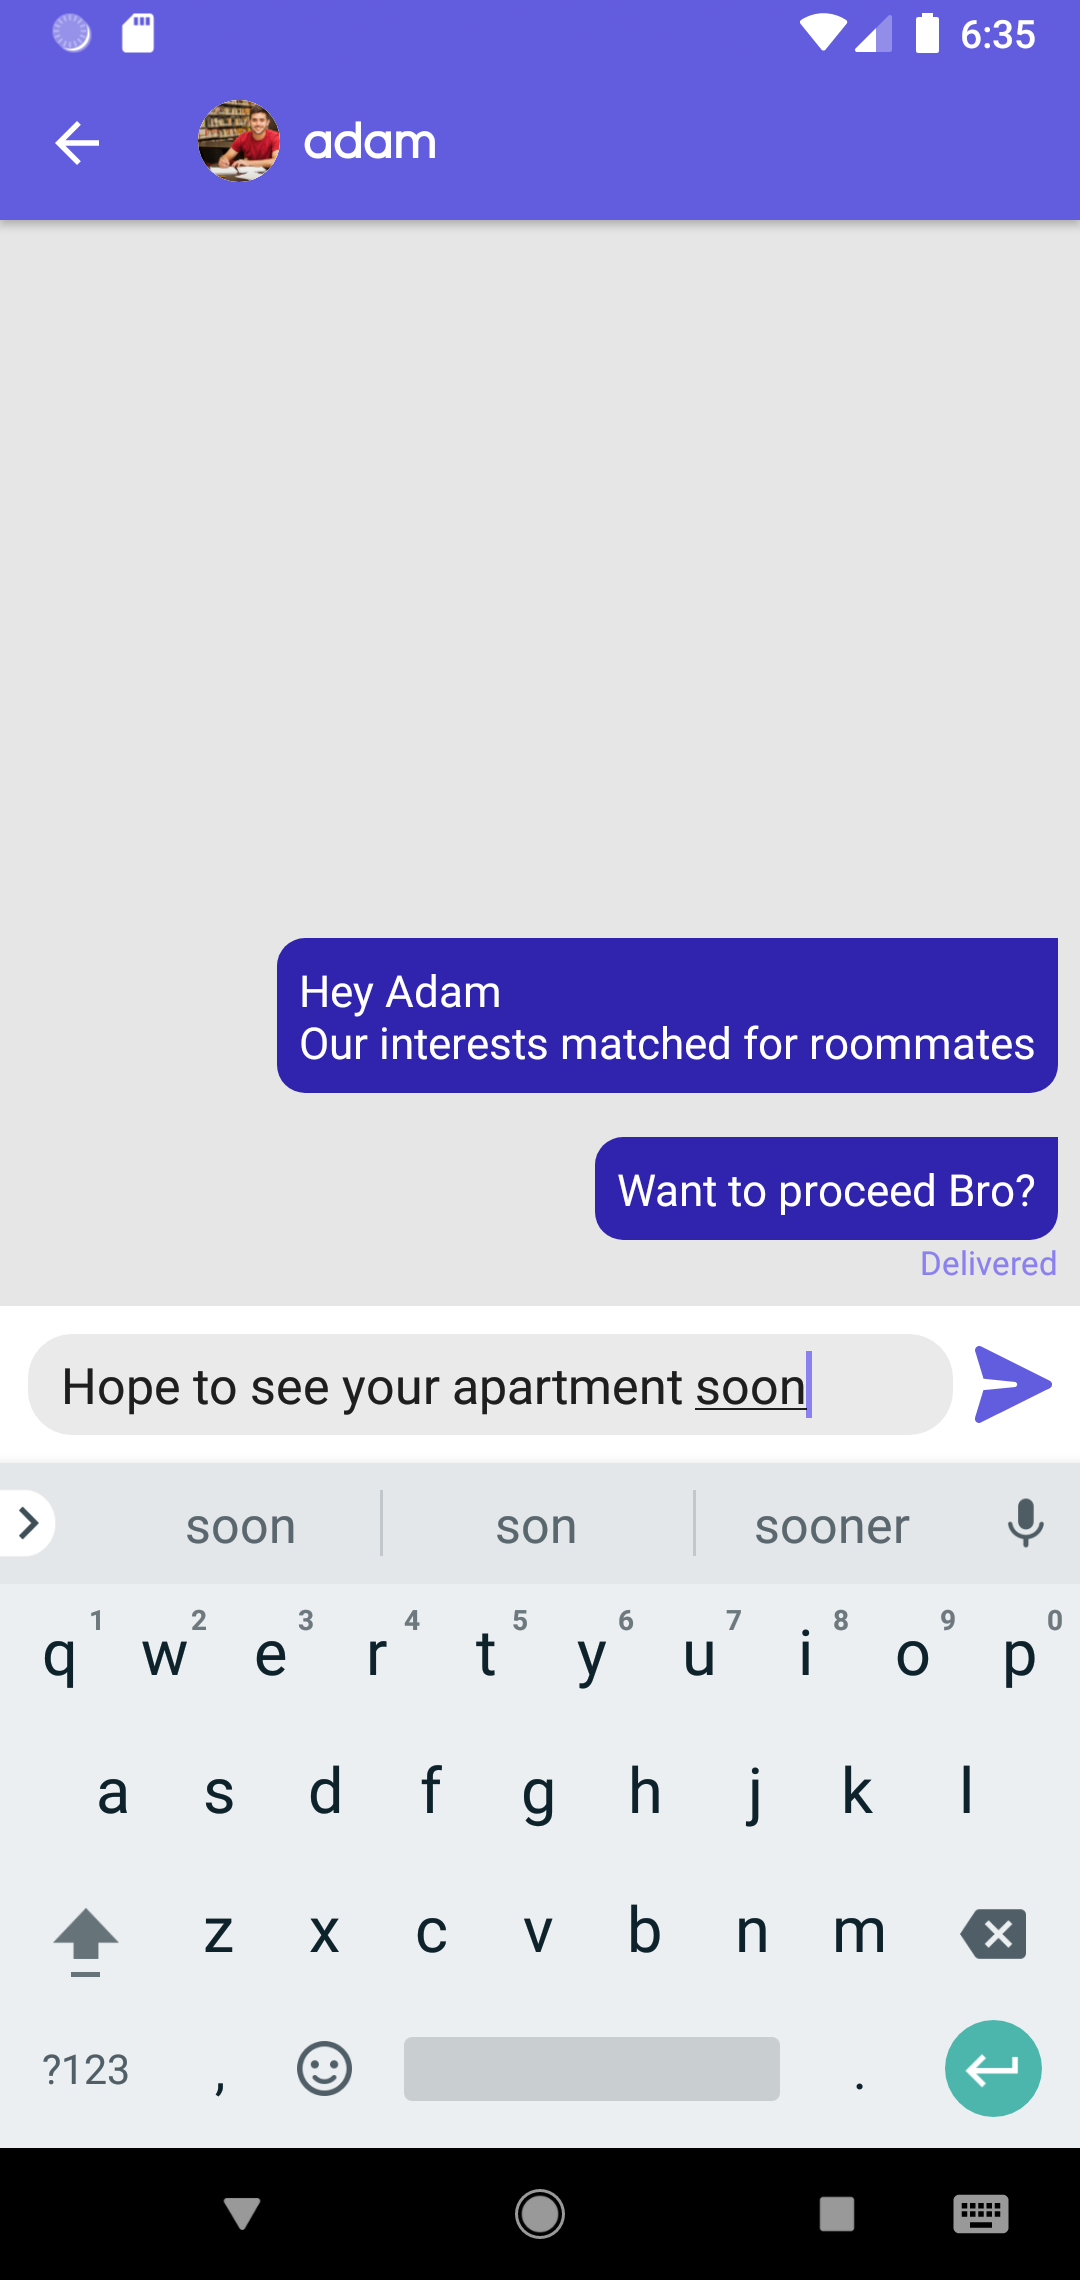 6:35
adam
Hey Adam
Our interests matched for roommates
Want to proceed Bro?
Delivered
Hope to see your apartment soon
soon son sooner
1 2 3 4 5 6 7 8 9 0
q w e r t y u i o p
a s d f g h j k l
z x c v b n m
?123 , .